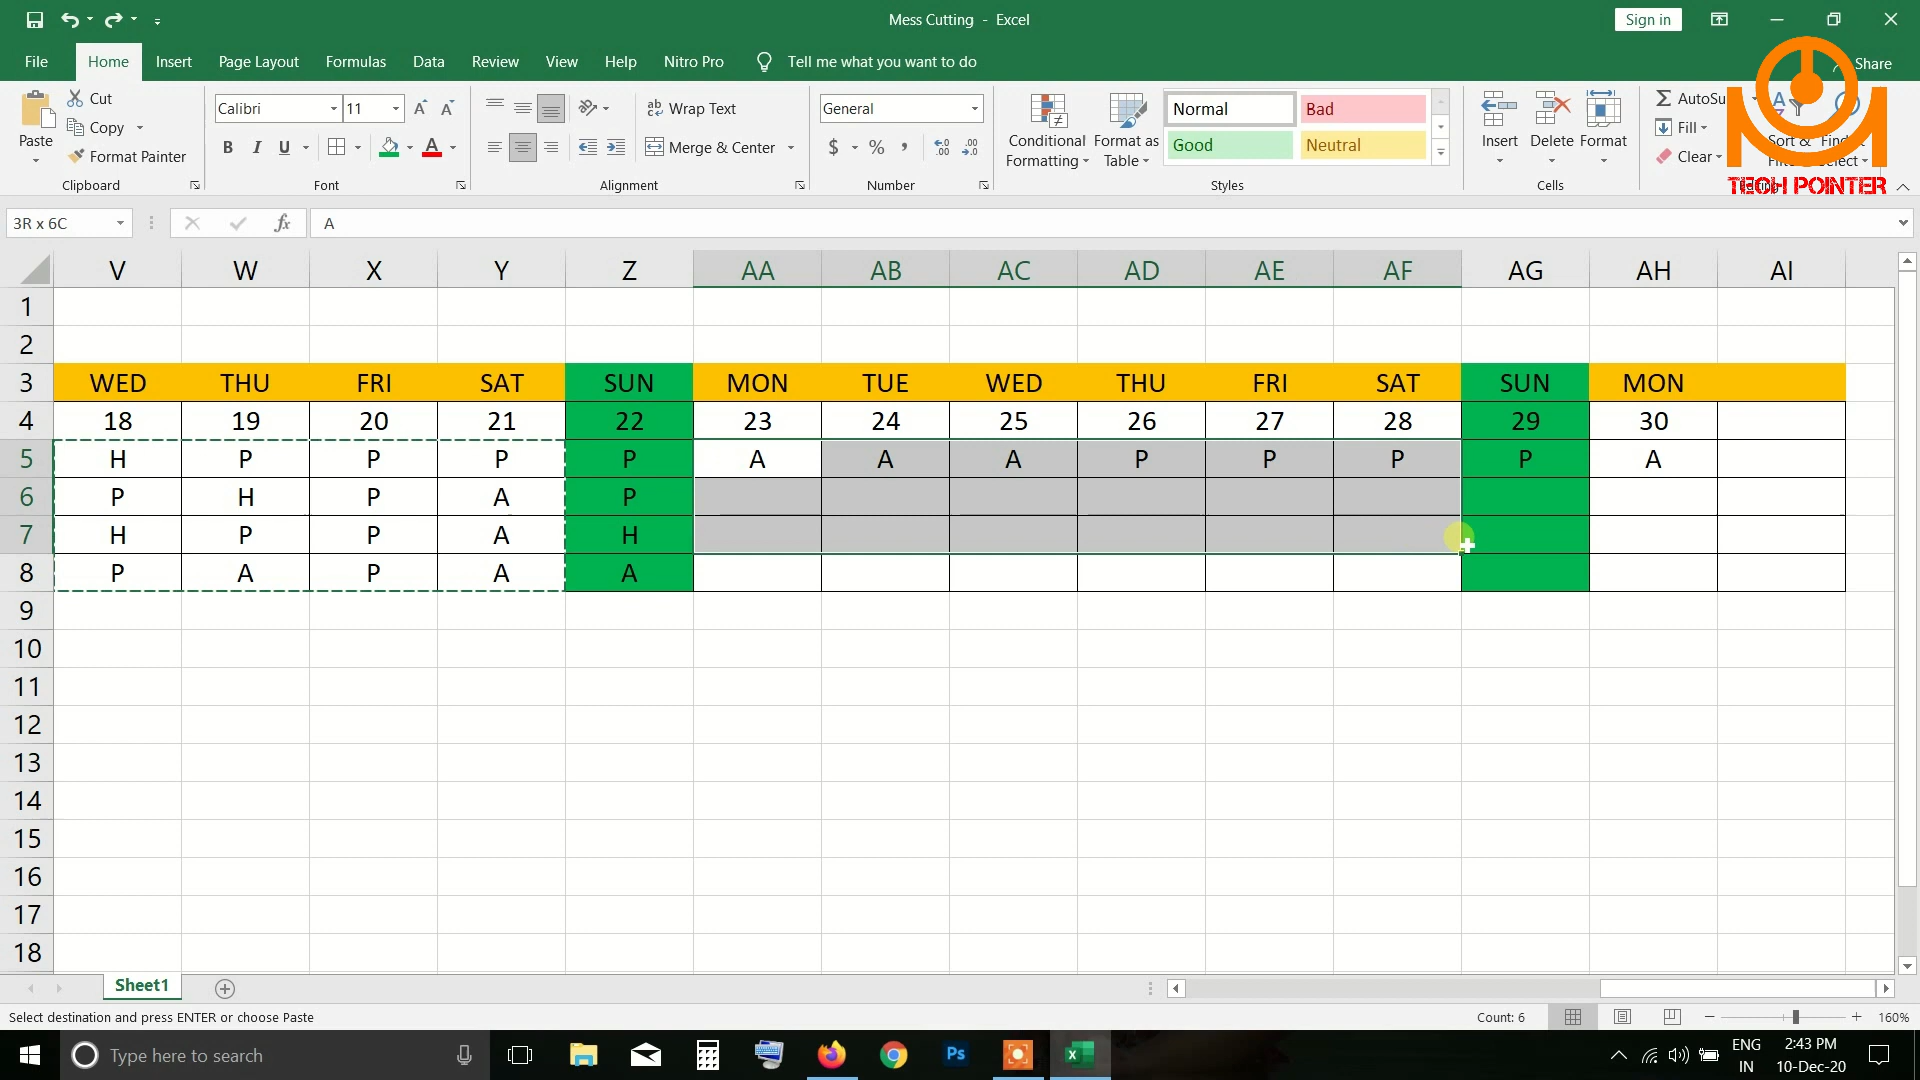 Mess Cutting - Excel
Sign in
File Home Insert Page Layout Formulas Data Review View Help Nitro Pro Tell me what you want to do Share
Paste
Cut
Copy
Format Painter
Clipboard
Calibri 11
B I U
Font
Wrap Text
Merge & Center
Alignment
General
$ % ,
Number
Conditional Formatting
Format as Table
Normal Bad
Good Neutral
Styles
Insert Delete Format
Cells
AutoSu
Fill
Clear
TECH POINTER
3R x 6C fx A
V W X Y Z AA AB AC AD AE AF AG AH AI
1
2
3 WED THU FRI SAT SUN MON TUE WED THU FRI SAT SUN MON
4 18 19 20 21 22 23 24 25 26 27 28 29 30
5 H P P P P A A A P P P P A
6 P H P A P
7 H P P A H
8 P A P A A
9
10
11
12
13
14
15
16
17
18
Sheet1
Select destination and press ENTER or choose Paste Count: 6 160%
Type here to search
Ps
ENG
IN
2:43 PM
10-Dec-20